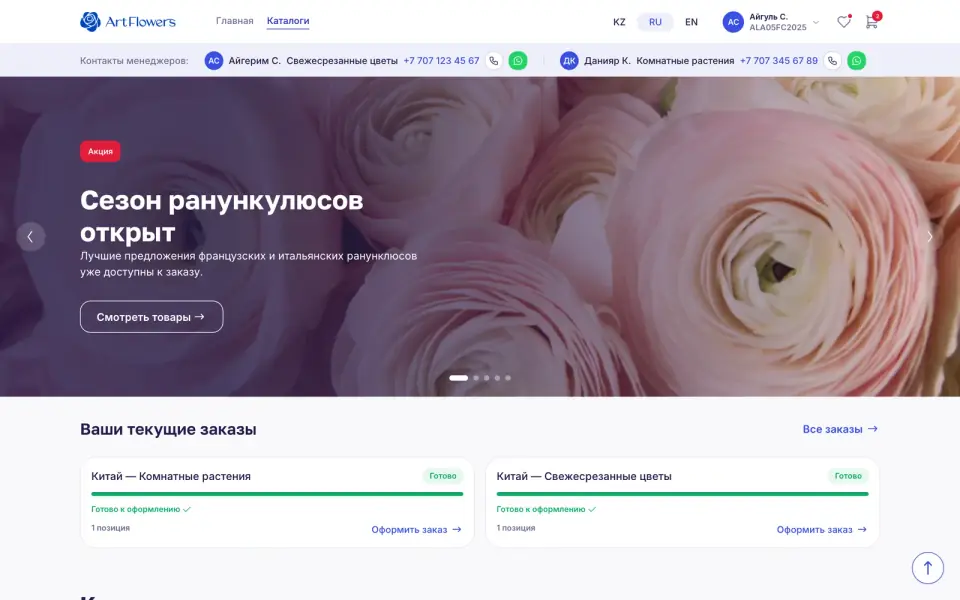 ArtFlowers
Главная Каталоги
KZ RU EN
АС Айгуль С.
ALA05FC2025
2
Контакты менеджеров: АС Айгерим С. Свежесрезанные цветы +7 707 123 45 67
ДК Данияр К. Комнатные растения +7 707 345 67 89
Акция
Сезон ранункулюсов
открыт
Лучшие предложения французских и итальянских ранунклюсов
уже доступны к заказу.
Смотреть товары →
Ваши текущие заказы
Все заказы →
Китай — Комнатные растения Готово
Готово к оформлению ✓
1 позиция Оформить заказ →
Китай — Свежесрезанные цветы Готово
Готово к оформлению ✓
1 позиция Оформить заказ →